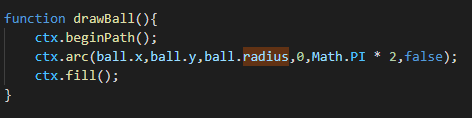 function drawBall(){
    ctx.beginPath();
    ctx.arc(ball.x,ball.y,ball.radius,0,Math.PI * 2,false);
    ctx.fill();
}